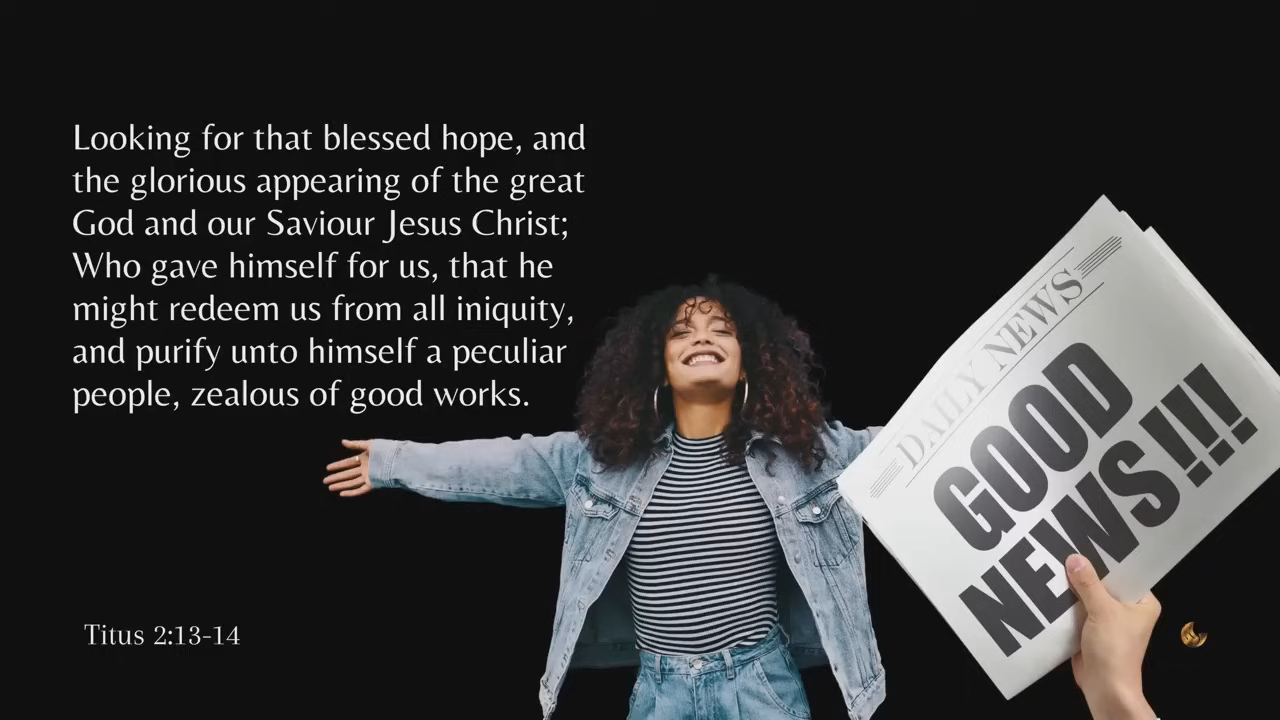 Looking for that blessed hope, and
the glorious appearing of the great
God and our Saviour Jesus Christ;
Who gave himself for us, that he
might redeem us from all iniquity,
and purify unto himself a peculiar
people, zealous of good works.
Titus 2:13-14
DAILY NEWS
GOOD
NEWS!!!